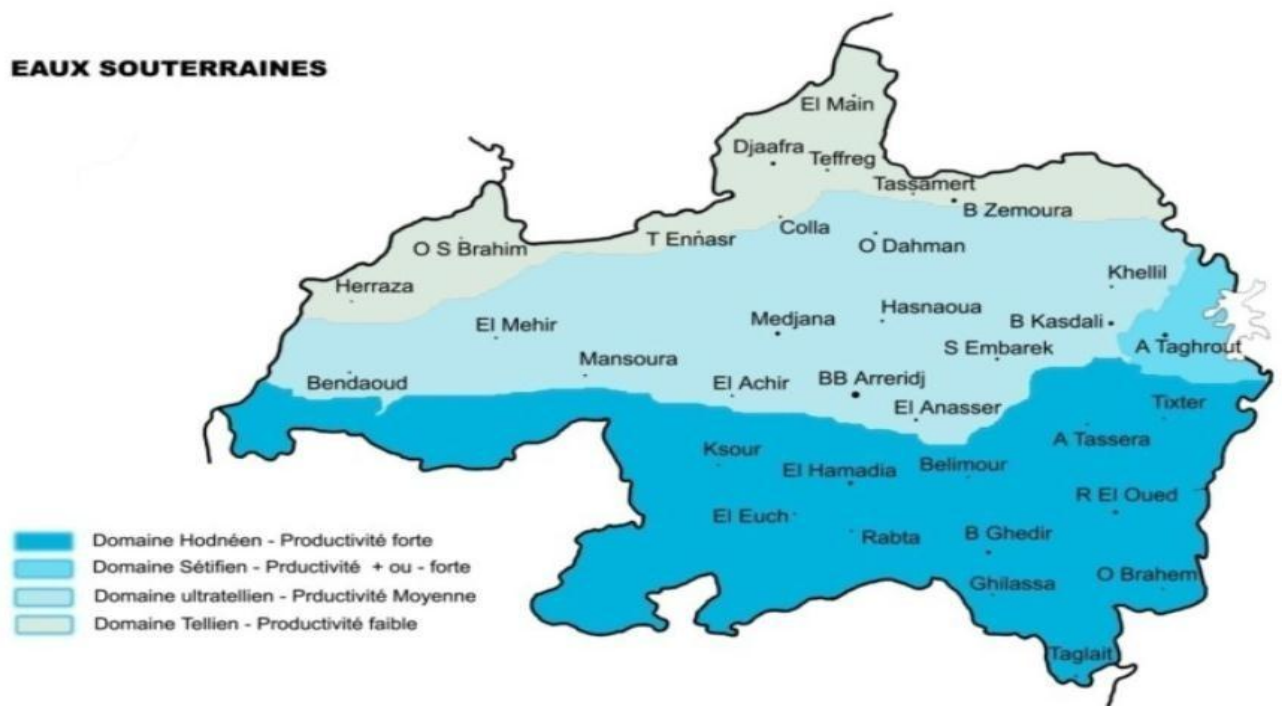 EAUX SOUTERRAINES
El Main
Djaafra
Teffreg
Tassamert
B Zemoura
Colla
T Ennasr
O Dahman
O S Brahim
Herraza
Khellil
Hasnaoua
Medjana
B Kasdali
El Mehir
S Embarek
A Taghrout
Mansoura
Bendaoud
El Achir
BB Arreridj
El Anasser
Tixter
A Tassera
Ksour
El Hamadia
Belimour
R El Oued
El Euch
Rabta
B Ghedir
Ghilassa
O Brahem
Taglait
Domaine Hodnéen - Productivité forte
Domaine Sétifien - Prductivité + ou - forte
Domaine ultratellien - Prductivité Moyenne
Domaine Tellien - Productivité faible